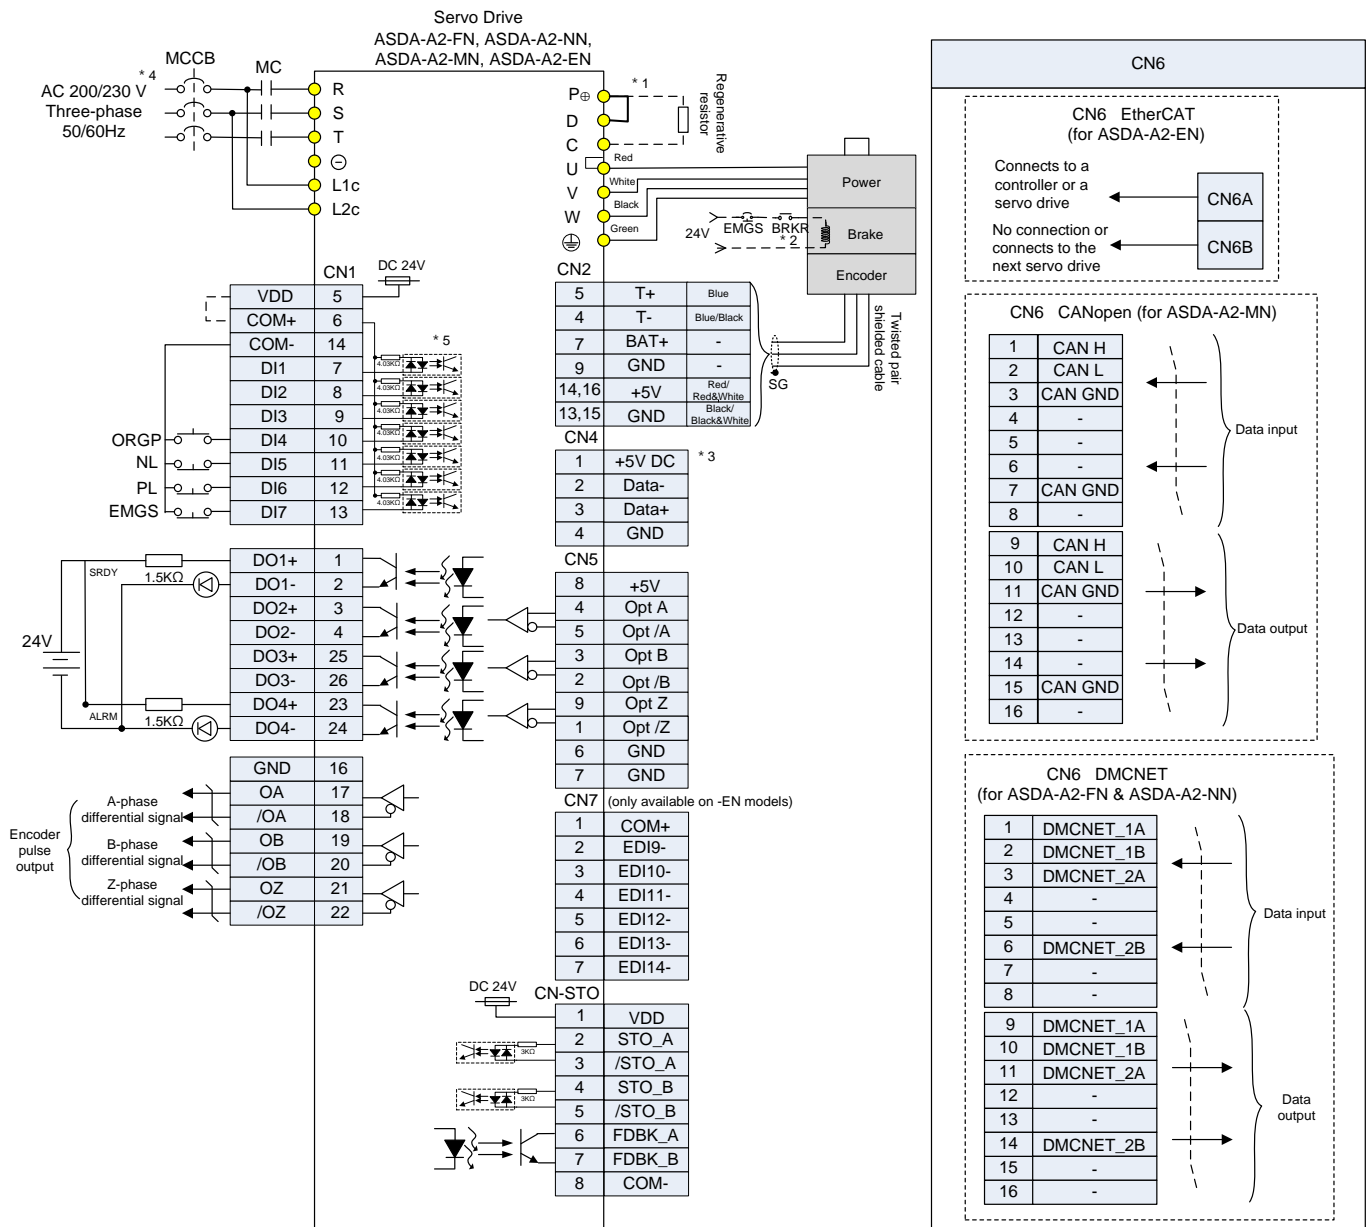 Servo Drive
ASDA-A2-FN, ASDA-A2-NN,
ASDA-A2-MN, ASDA-A2-EN
MCCB
MC
* 4
AC 200/230 V
Three-phase
50/60Hz
R
S
T
L1c
L2c
* 1
P⊕
D
C
U
V
W
Regenerative
resistor
Red
White
Black
Green
24V
EMGS
BRKR
* 2
Power
Brake
Encoder
Twisted pair
shielded cable
SG
CN1
DC 24V
VDD 5
COM+ 6
COM- 14
DI1 7
DI2 8
DI3 9
DI4 10
DI5 11
DI6 12
DI7 13
* 5
4.03KΩ
4.03KΩ
4.03KΩ
4.03KΩ
4.03KΩ
4.03KΩ
4.03KΩ
ORGP
NL
PL
EMGS
DO1+ 1
DO1- 2
DO2+ 3
DO2- 4
DO3+ 25
DO3- 26
DO4+ 23
DO4- 24
SRDY
1.5KΩ
24V
ALRM
1.5KΩ
GND 16
OA 17
/OA 18
OB 19
/OB 20
OZ 21
/OZ 22
Encoder
pulse
output
A-phase
differential signal
B-phase
differential signal
Z-phase
differential signal
CN2
5 T+ Blue
4 T- Blue/Black
7 BAT+ -
9 GND -
14,16 +5V Red/
Red&White
13,15 GND Black/
Black&White
CN4
1 +5V DC * 3
2 Data-
3 Data+
4 GND
CN5
8 +5V
4 Opt A
5 Opt /A
3 Opt B
2 Opt /B
9 Opt Z
1 Opt /Z
6 GND
7 GND
CN7 (only available on -EN models)
1 COM+
2 EDI9-
3 EDI10-
4 EDI11-
5 EDI12-
6 EDI13-
7 EDI14-
DC 24V
CN-STO
1 VDD
2 STO_A
3 /STO_A
4 STO_B
5 /STO_B
6 FDBK_A
7 FDBK_B
8 COM-
3KΩ
3KΩ
CN6
CN6 EtherCAT
(for ASDA-A2-EN)
Connects to a
controller or a
servo drive
CN6A
No connection or
connects to the
next servo drive
CN6B
CN6 CANopen (for ASDA-A2-MN)
1 CAN H
2 CAN L
3 CAN GND
4 -
5 -
6 -
7 CAN GND
8 -
Data input
9 CAN H
10 CAN L
11 CAN GND
12 -
13 -
14 -
15 CAN GND
16 -
Data output
CN6 DMCNET
(for ASDA-A2-FN & ASDA-A2-NN)
1 DMCNET_1A
2 DMCNET_1B
3 DMCNET_2A
4 -
5 -
6 DMCNET_2B
7 -
8 -
Data input
9 DMCNET_1A
10 DMCNET_1B
11 DMCNET_2A
12 -
13 -
14 DMCNET_2B
15 -
16 -
Data
output